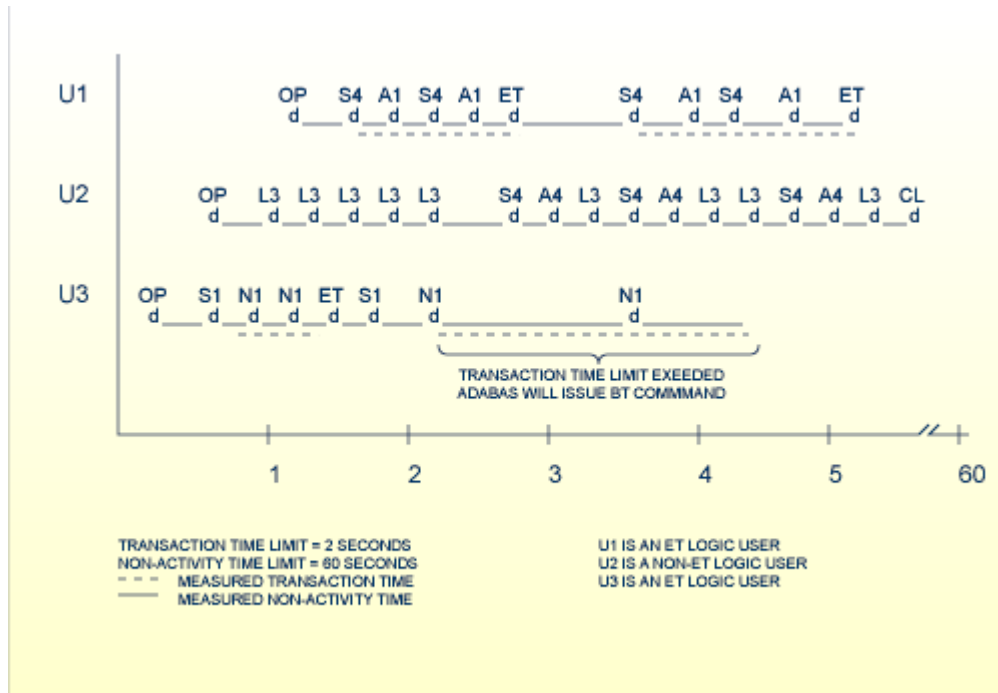 U1 OP S4 A1 S4 A1 ET S4 A1 S4 A1 ET
d d d d d d d d d d d
U2 OP L3 L3 L3 L3 L3 S4 A4 L3 S4 A4 L3 L3 S4 A4 L3 CL
d d d d d d d d d d d d d d d d d
U3 OP S1 N1 N1 ET S1 N1 N1
d d d d d d d d
TRANSACTION TIME LIMIT EXEEDED
ADABAS WILL ISSUE BT COMMMAND
1 2 3 4 5 60
TRANSACTION TIME LIMIT = 2 SECONDS
NON-ACTIVITY TIME LIMIT = 60 SECONDS
MEASURED TRANSACTION TIME
MEASURED NON-ACTIVITY TIME
U1 IS AN ET LOGIC USER
U2 IS A NON-ET LOGIC USER
U3 IS AN ET LOGIC USER